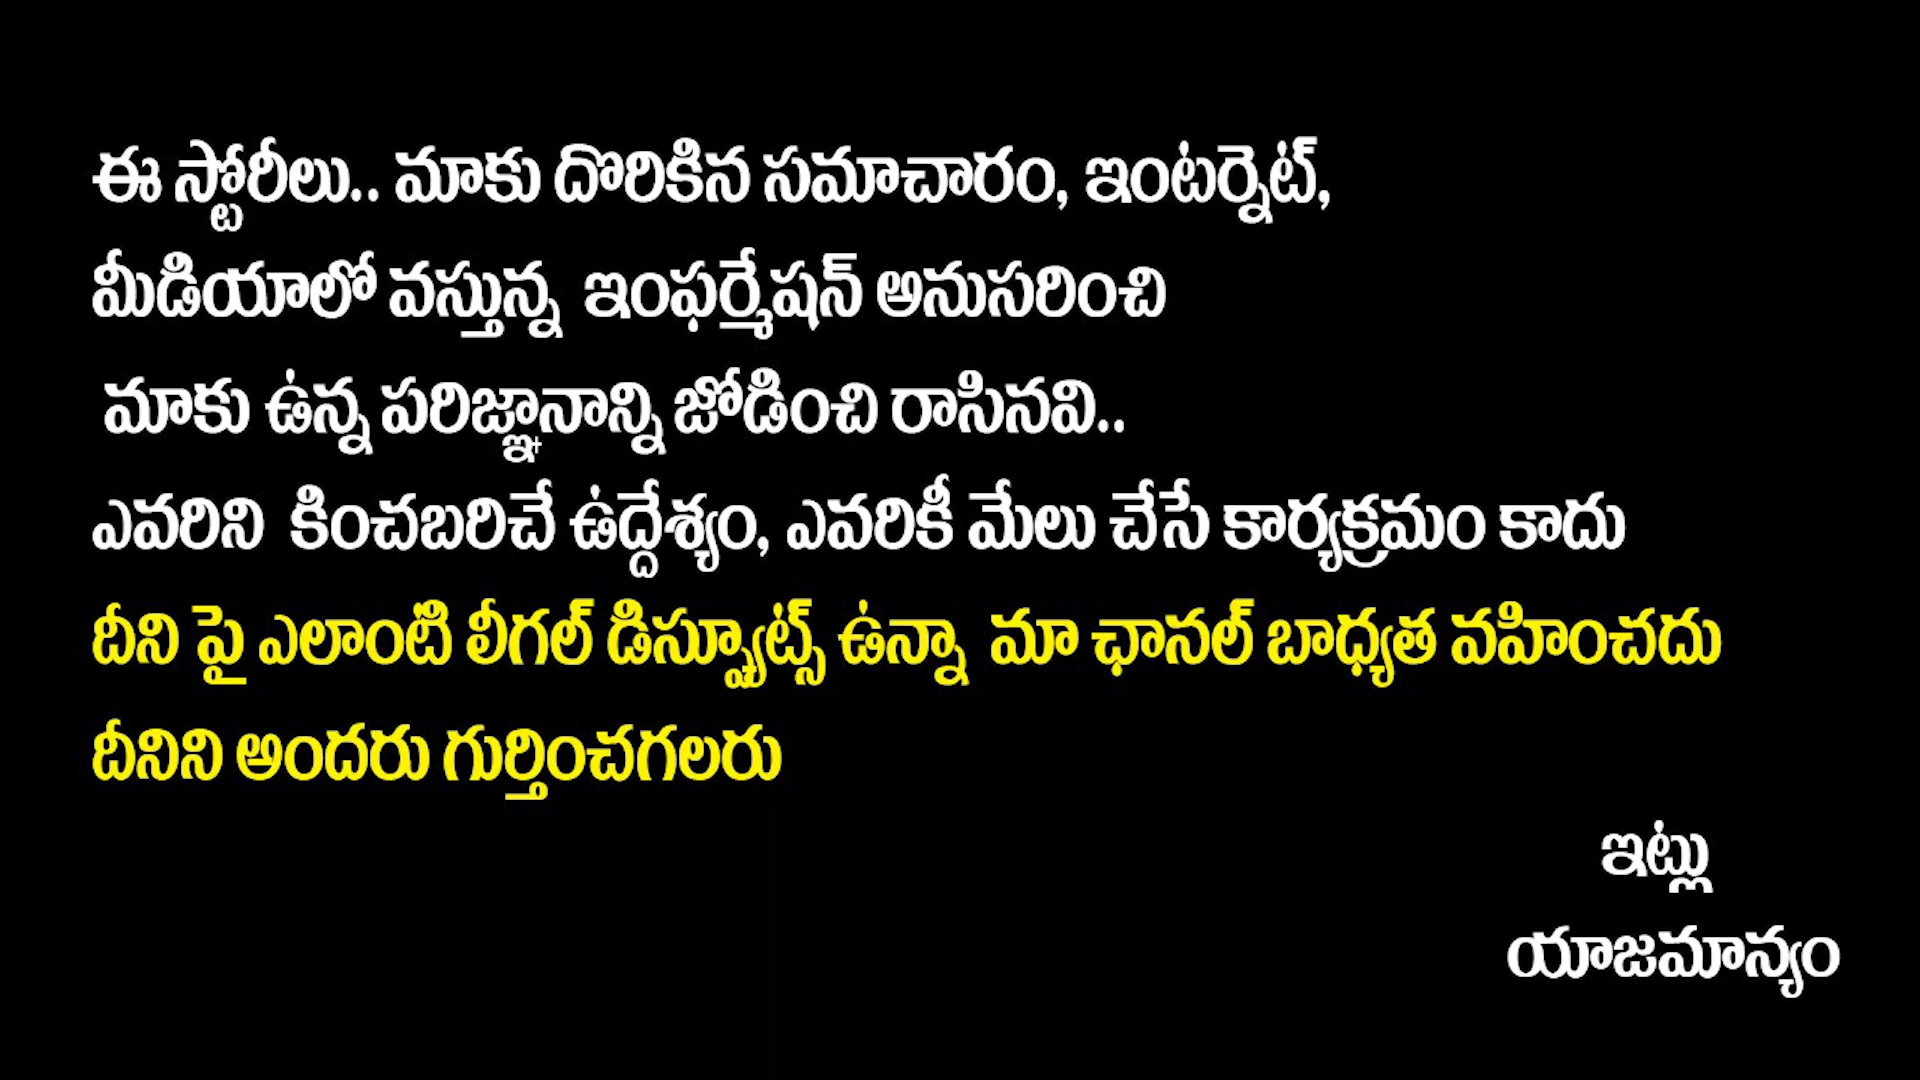 ఈ స్టోరీలు.. మాకు దొరికిన సమాచారం, ఇంటర్నెట్,
మీడియాలో వస్తున్న ఇంఫర్మేషన్ అనుసరించి
మాకు ఉన్న పరిజ్ఞానాన్ని జోడించి రాసినవి..
ఎవరిని కించబరిచే ఉద్దేశ్యం, ఎవరికీ మేలు చేసే కార్యక్రమం కాదు
దీని పై ఎలాంటి లీగల్ డిస్ప్యూట్స్ ఉన్నా మా ఛానల్ బాధ్యత వహించదు
దీనిని అందరు గుర్తించగలరు
ఇట్లు
యాజమాన్యం